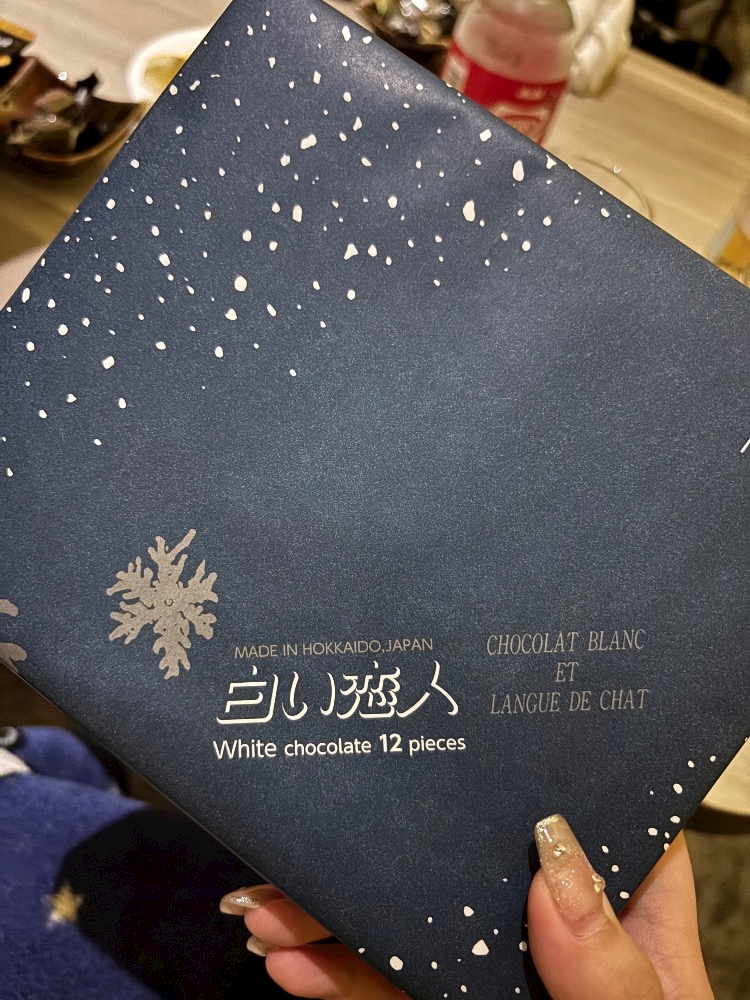 MADE IN HOKKAIDO,JAPAN
白い恋人
White chocolate 12 pieces
CHOCOLAT BLANC
ET
LANGUE DE CHAT